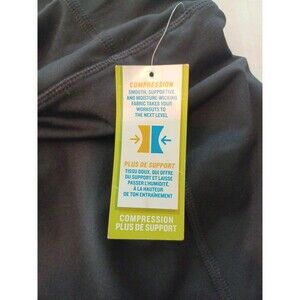 COMPRESSION
SMOOTH, SUPPORTIVE,
AND MOISTURE-WICKING
FABRIC TAKES YOUR
WORKOUTS TO
THE NEXT LEVEL
PLUS DE SUPPORT
TISSU DOUX, QUI OFFRE
DU SUPPORT ET LAISSE
PASSER L'HUMIDITÉ,
À LA HAUTEUR
DE TON ENTRAÎNEMENT
COMPRESSION
PLUS DE SUPPORT